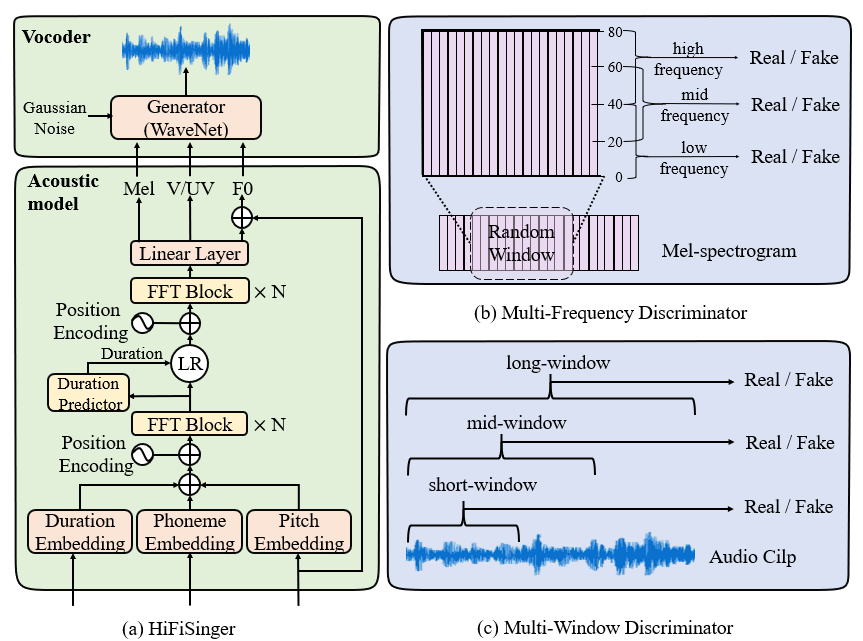 Vocoder
Gaussian
Noise
Generator
(WaveNet)
Acoustic
model
Mel
V/UV
F0
Linear Layer
FFT Block
× N
Position
Encoding
Duration
LR
Duration
Predictor
FFT Block
× N
Position
Encoding
Duration
Embedding
Phoneme
Embedding
Pitch
Embedding
(a) HiFiSinger
80
60
40
20
0
high
frequency
Real / Fake
mid
frequency
Real / Fake
low
frequency
Real / Fake
Random
Window
Mel-spectrogram
(b) Multi-Frequency Discriminator
long-window
Real / Fake
mid-window
Real / Fake
short-window
Real / Fake
Audio Cilp
(c) Multi-Window Discriminator